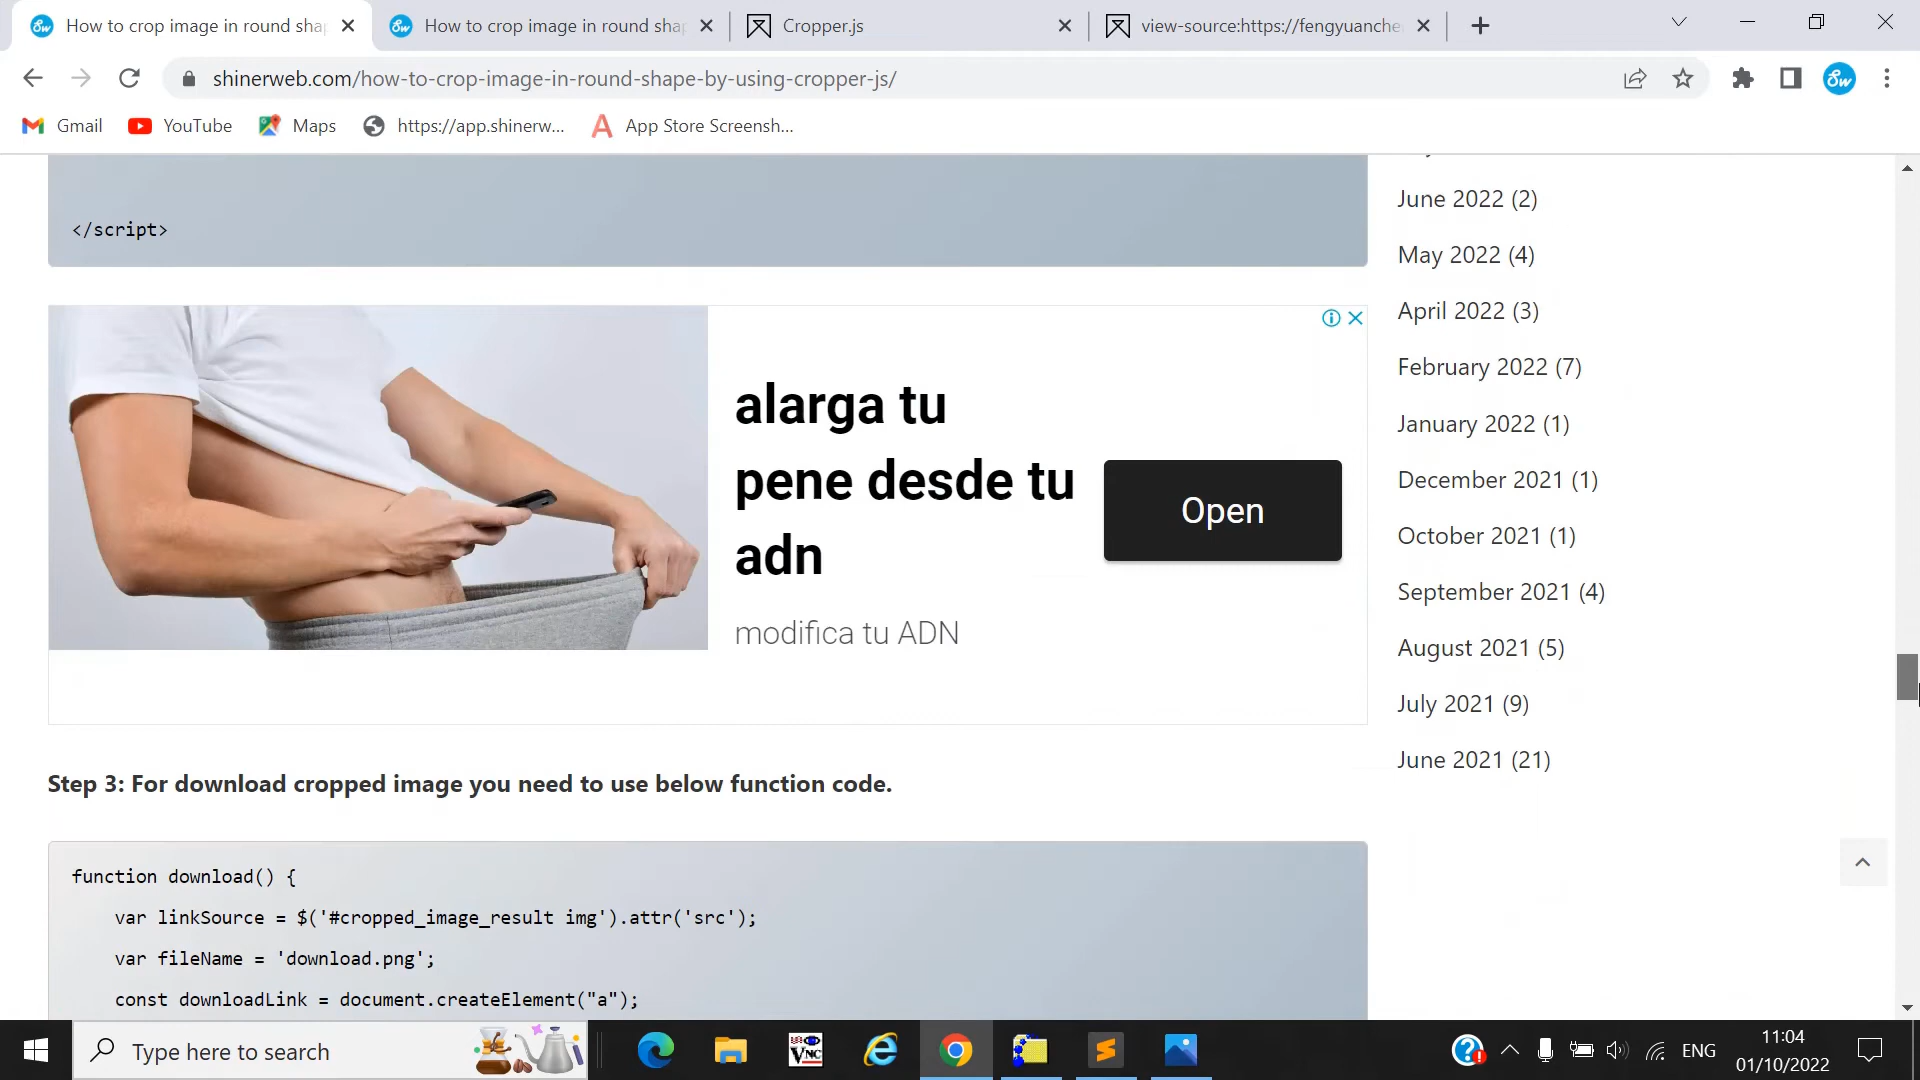 How to crop image in round sha
How to crop image in round sha
Cropper.js
view-source:https://fengyuanche
shinerweb.com/how-to-crop-image-in-round-shape-by-using-cropper-js/
Gmail
YouTube
Maps
https://app.shinerw...
App Store Screensh...
</script>
alarga tu
pene desde tu
adn
modifica tu ADN
Open
June 2022 (2)
May 2022 (4)
April 2022 (3)
February 2022 (7)
January 2022 (1)
December 2021 (1)
October 2021 (1)
September 2021 (4)
August 2021 (5)
July 2021 (9)
June 2021 (21)
Step 3: For download cropped image you need to use below function code.
function download() {
var linkSource = $('#cropped_image_result img').attr('src');
var fileName = 'download.png';
const downloadLink = document.createElement("a");
Type here to search
ENG
11:04
01/10/2022